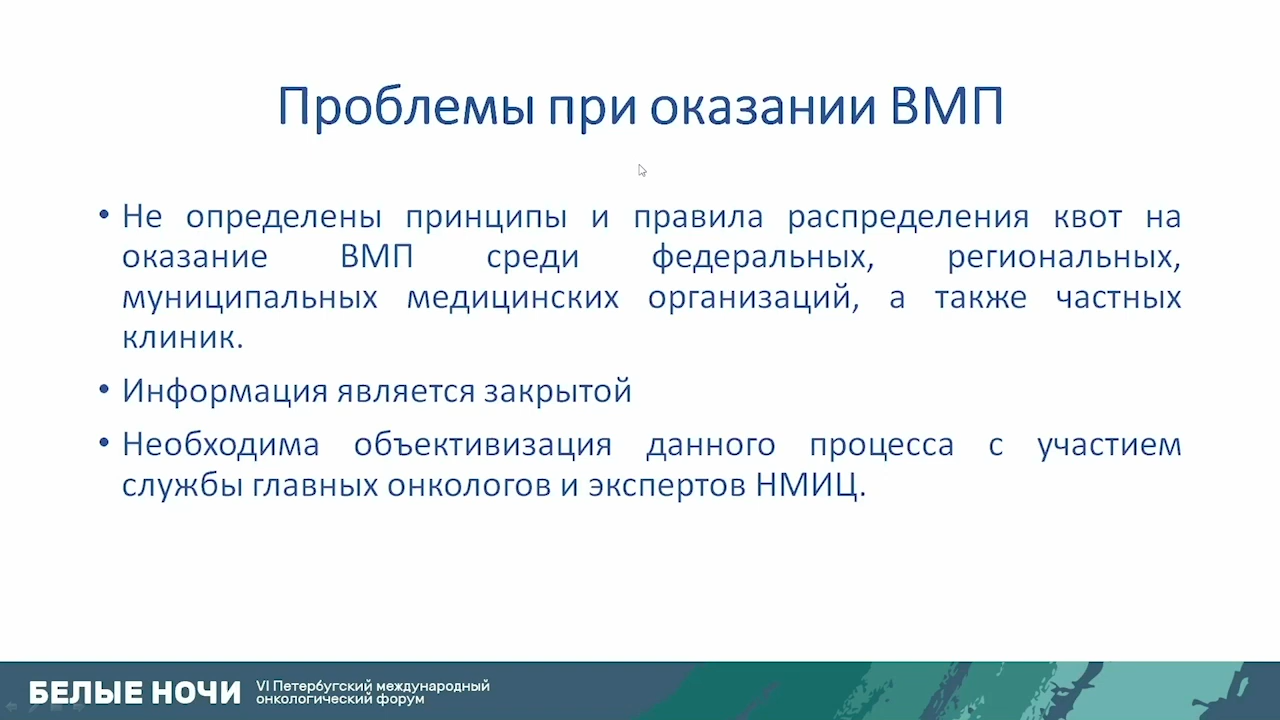 Проблемы при оказании ВМП
• Не определены принципы и правила распределения квот на
оказание ВМП среди федеральных, региональных,
муниципальных медицинских организаций, а также частных
клиник.
• Информация является закрытой
• Необходима объективизация данного процесса с участием
службы главных онкологов и экспертов НМИЦ.
БЕЛЫЕ НОЧИ
VI Петербугский международный
онкологический форум